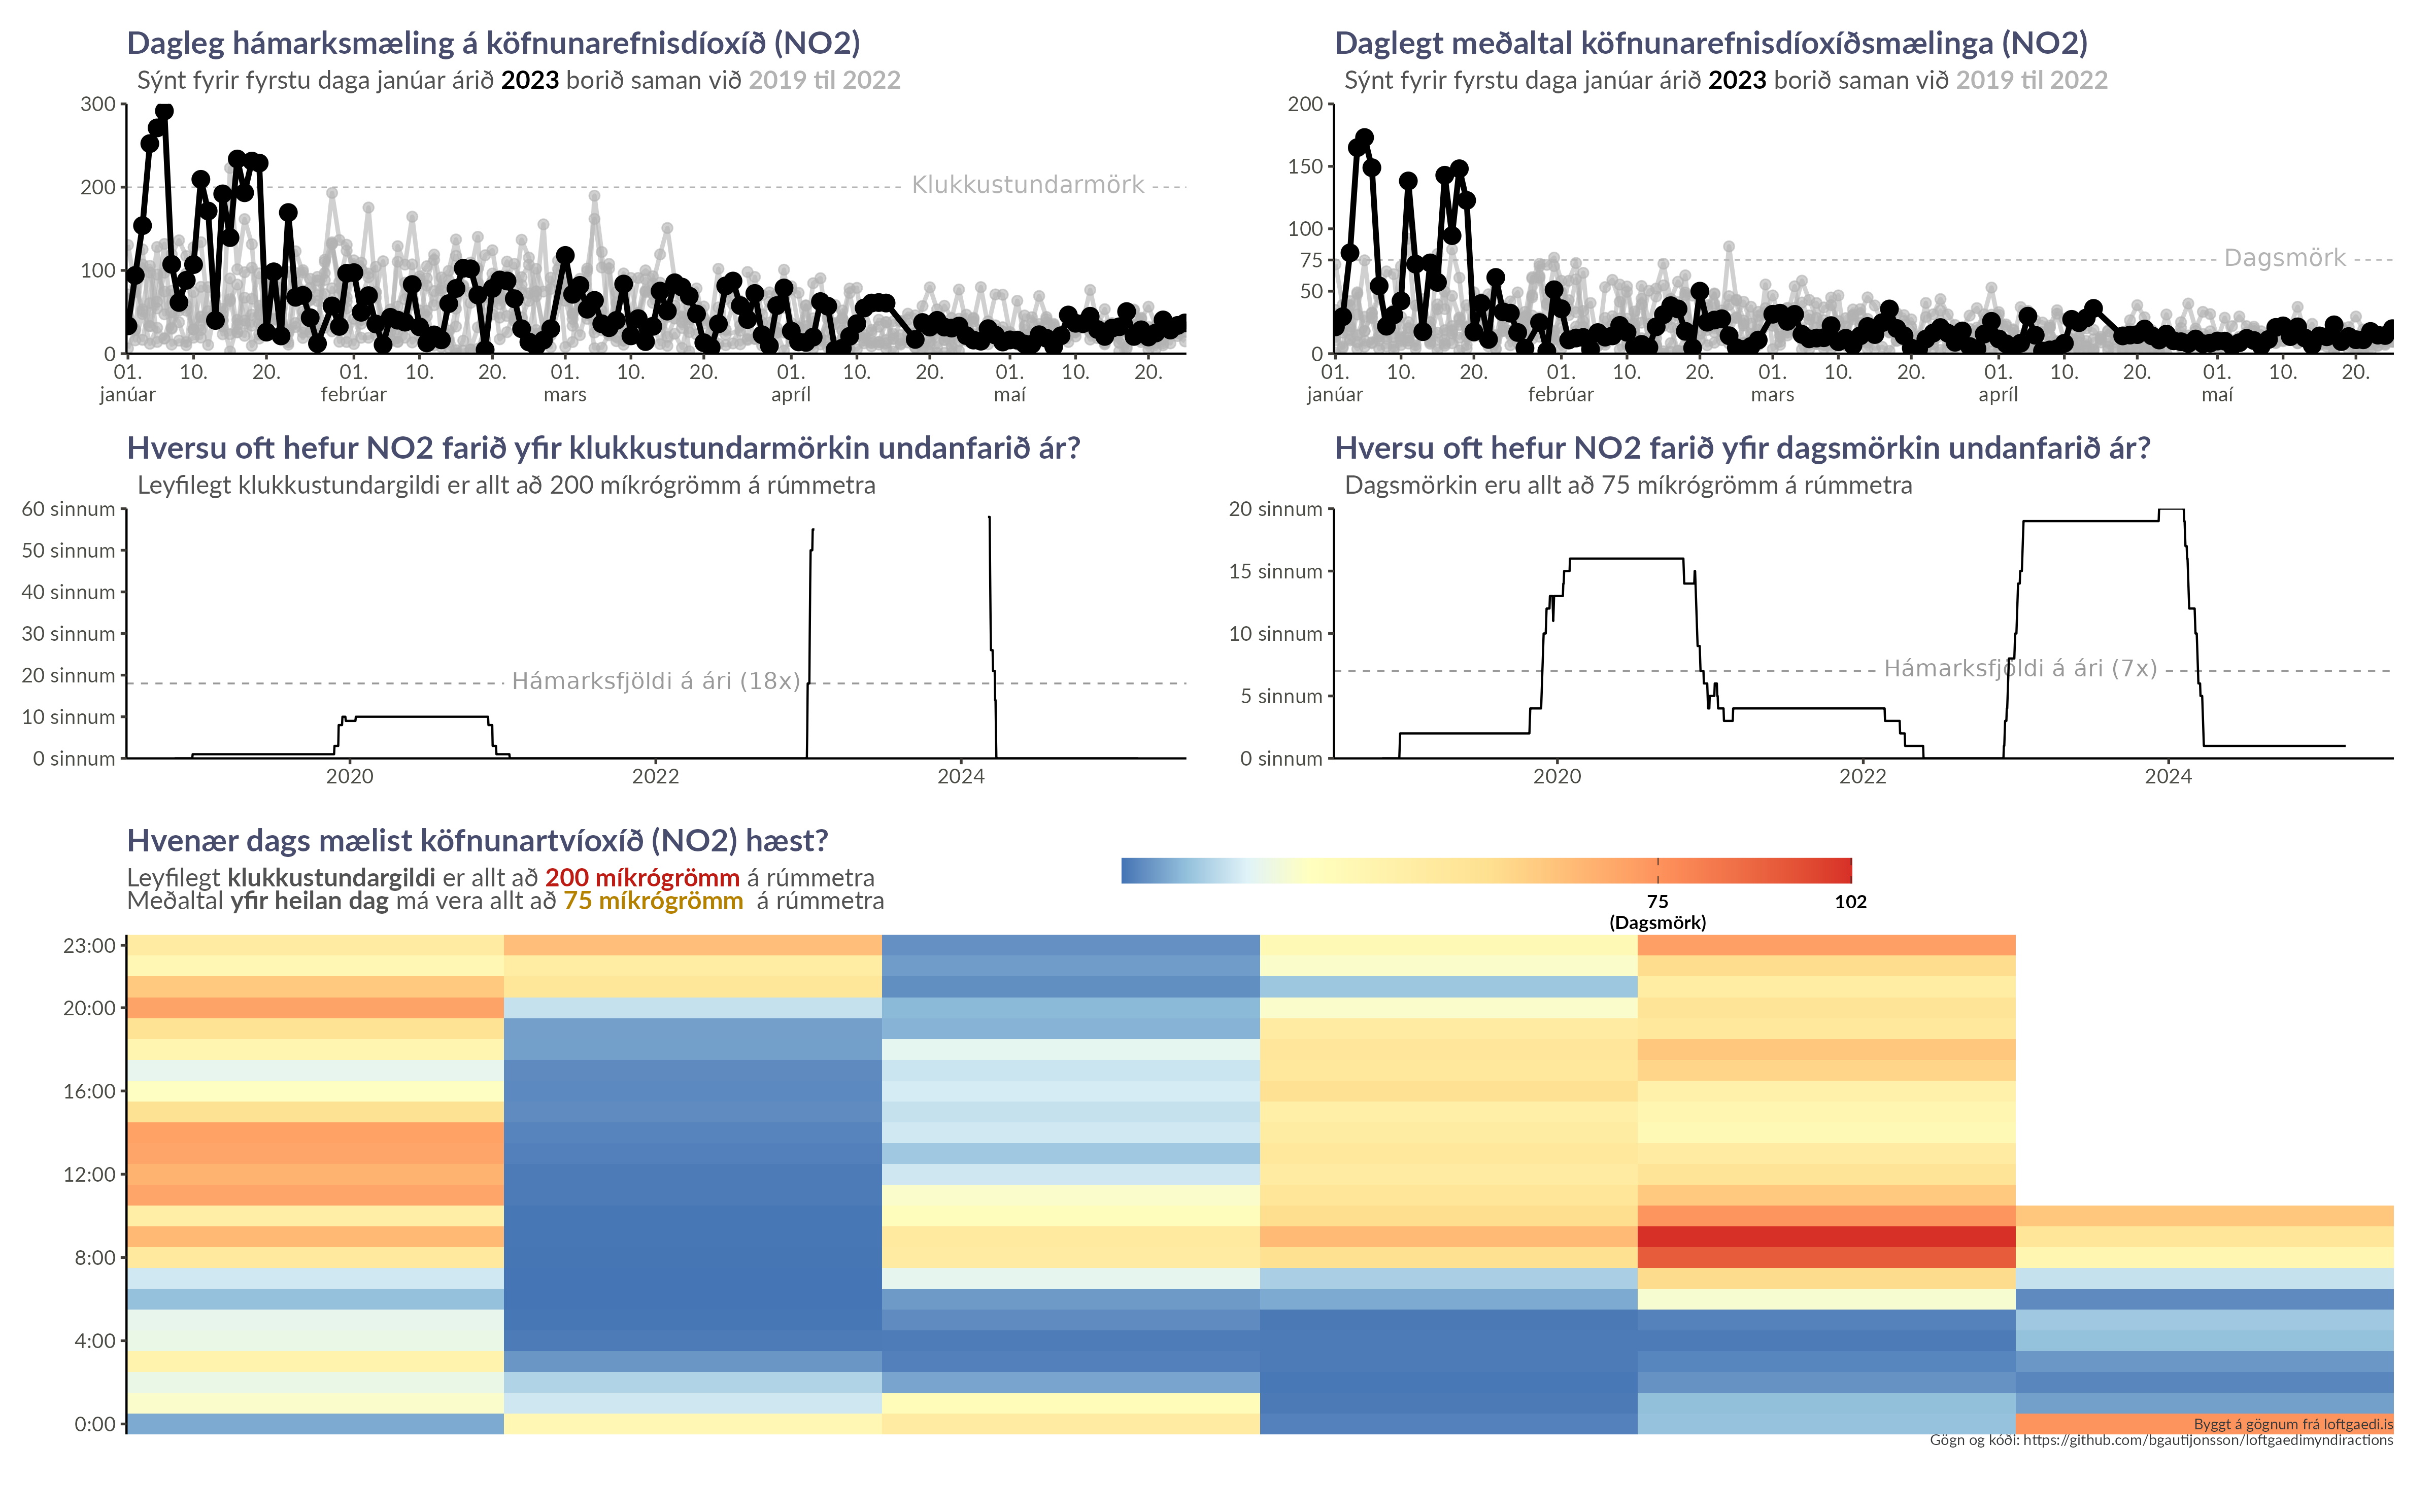 Dagleg hámarksmæling á köfnunarefnisdíoxíð (NO2)
Sýnt fyrir fyrstu daga janúar árið 2023 borið saman við 2019 til 2022
300
200
100
0
Klukkustundarmörk
01. 10. 20. 01. 10. 20. 01. 10. 20. 01. 10. 20. 01. 10. 20.
janúar febrúar mars apríl maí
Daglegt meðaltal köfnunarefnisdíoxíðsmælinga (NO2)
Sýnt fyrir fyrstu daga janúar árið 2023 borið saman við 2019 til 2022
200
150
100
75
50
0
Dagsmörk
01. 10. 20. 01. 10. 20. 01. 10. 20. 01. 10. 20. 01. 10. 20.
janúar febrúar mars apríl maí
Hversu oft hefur NO2 farið yfir klukkustundarmörkin undanfarið ár?
Leyfilegt klukkustundargildi er allt að 200 míkrógrömm á rúmmetra
60 sinnum
50 sinnum
40 sinnum
30 sinnum
20 sinnum
10 sinnum
0 sinnum
Hámarksfjöldi á ári (18x)
2020 2022 2024
Hversu oft hefur NO2 farið yfir dagsmörkin undanfarið ár?
Dagsmörkin eru allt að 75 míkrógrömm á rúmmetra
20 sinnum
15 sinnum
10 sinnum
5 sinnum
0 sinnum
Hámarksfjöldi á ári (7x)
2020 2022 2024
Hvenær dags mælist köfnunartvíoxíð (NO2) hæst?
Leyfilegt klukkustundargildi er allt að 200 míkrógrömm á rúmmetra
Meðaltal yfir heilan dag má vera allt að 75 míkrógrömm á rúmmetra
75 102
(Dagsmörk)
23:00
20:00
16:00
12:00
8:00
4:00
0:00
Byggt á gögnum frá loftgaedi.is
Gögn og kóði: https://github.com/bgautijonsson/loftgaedimyndiractions